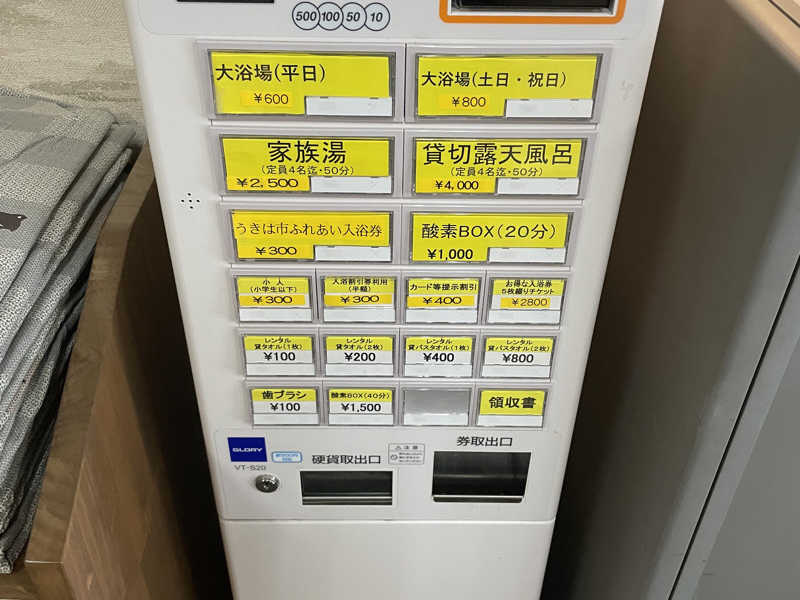 500 100 50 10
大浴場(平日)
¥600
大浴場(土日・祝日)
¥800
家族湯
(定員4名迄・50分)
¥2,500
貸切露天風呂
(定員4名迄・50分)
¥4,000
うきは市ふれあい入浴券
¥300
酸素BOX(20分)
¥1,000
小人
(小学生以下)
¥300
入浴割引券利用
(半額)
¥300
カード等提示割引
¥400
お得な入浴券
5枚綴りチケット
¥2800
レンタル
貸タオル(1枚)
¥100
レンタル
貸タオル(2枚)
¥200
レンタル
貸バスタオル(1枚)
¥400
レンタル
貸バスタオル(2枚)
¥800
歯ブラシ
¥100
酸素BOX(40分)
¥1,500
領収書
GLORY
VT-S20
硬貨取出口
注意
券取出口